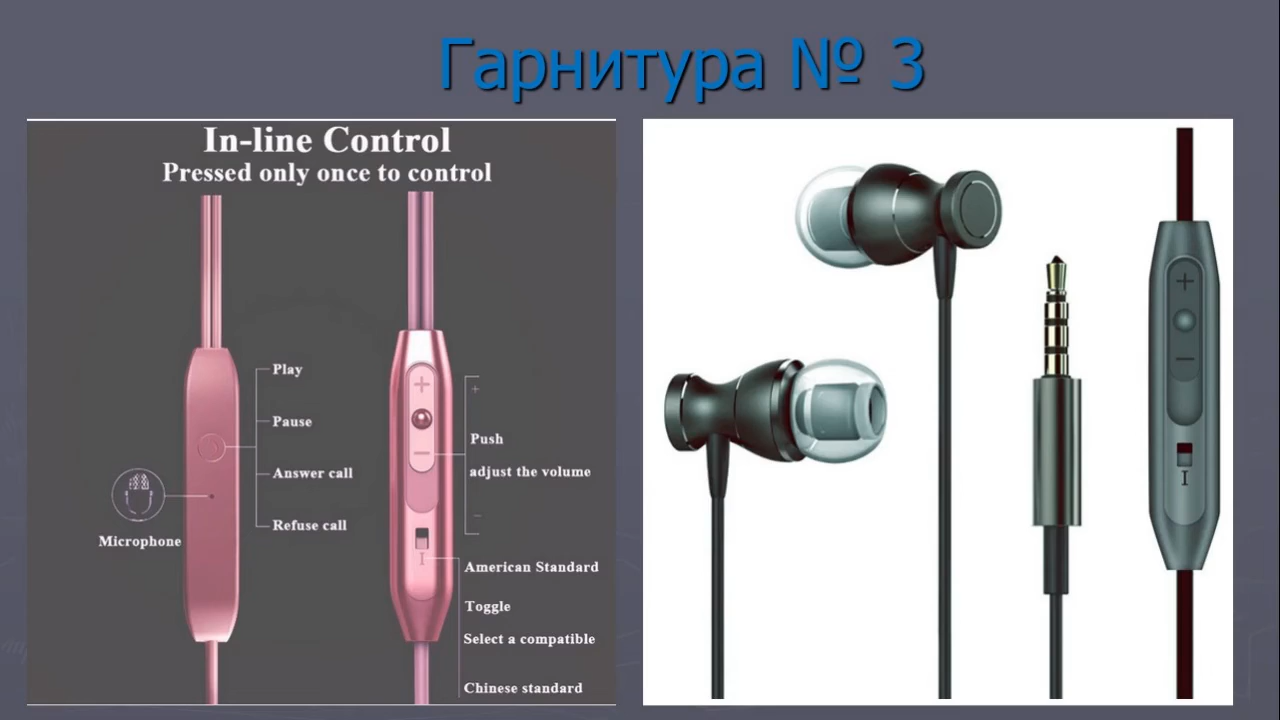 Гарнитура № 3
In-line Control
Pressed only once to control
Play
Pause
Answer call
Refuse call
Microphone
+
−
+
Push
adjust the volume
−
I
American Standard
Toggle
Select a compatible
Chinese standard
+
−
I